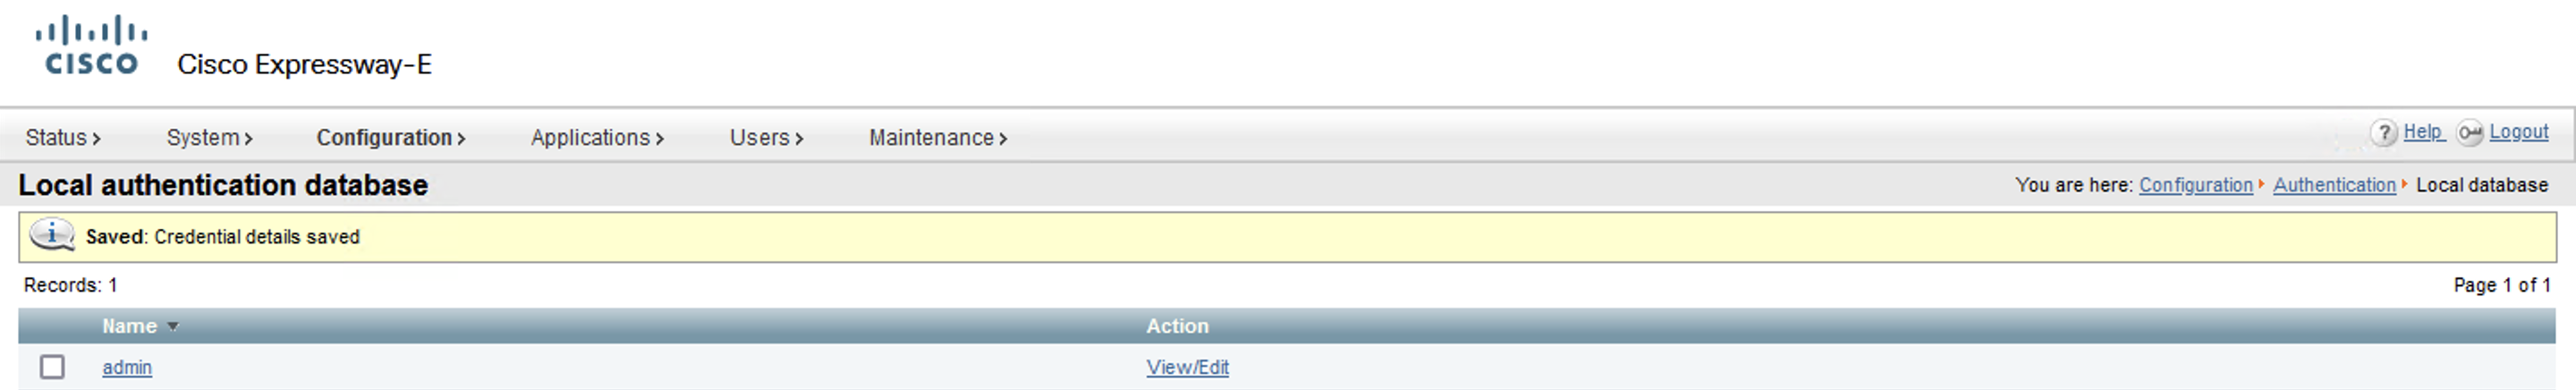 CISCO Cisco Expressway-E
Status › System › Configuration › Applications › Users › Maintenance › ? Help Logout
Local authentication database You are here: Configuration Authentication Local database
i Saved: Credential details saved
Records: 1 Page 1 of 1
Name Action
admin View/Edit